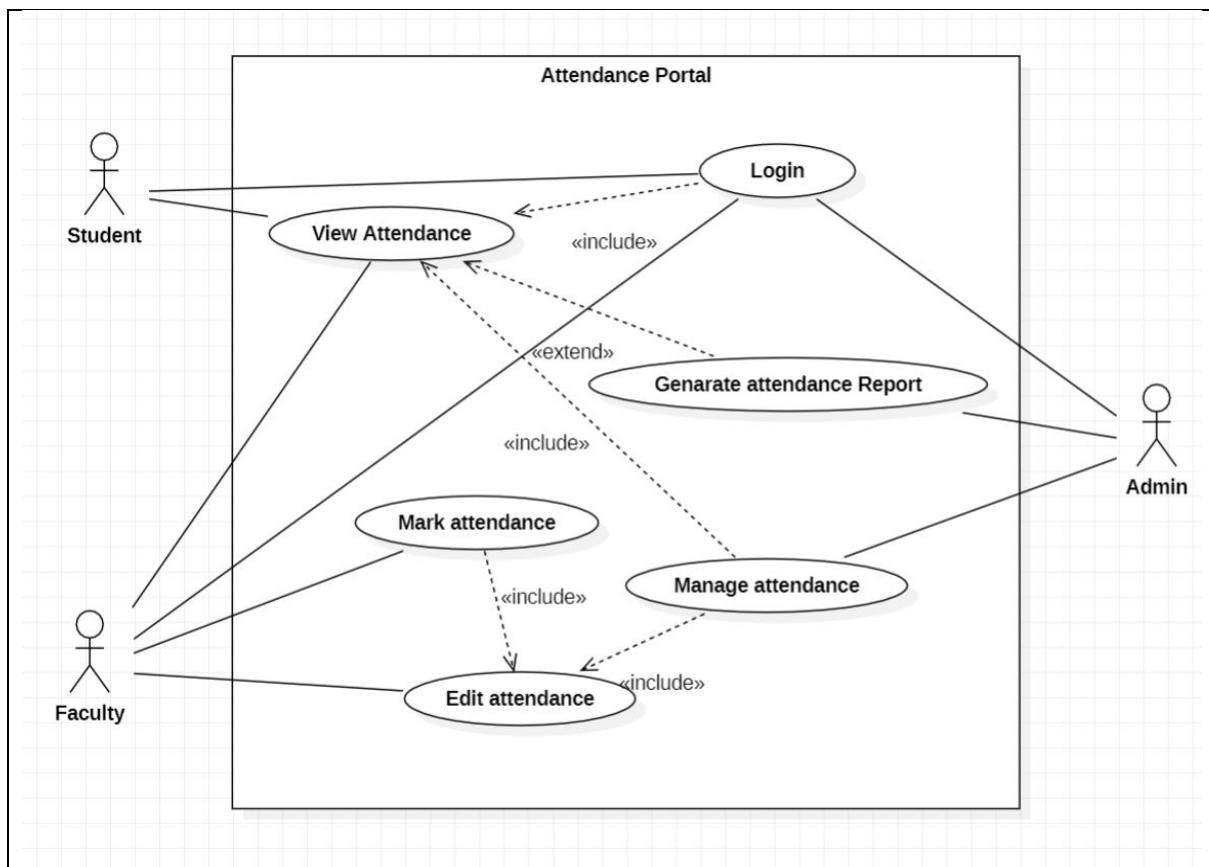 Attendance Portal
Login
Student
View Attendance
«include»
«extend»
Genarate attendance Report
«include»
Admin
Mark attendance
Manage attendance
«include»
Faculty
Edit attendance
«include»